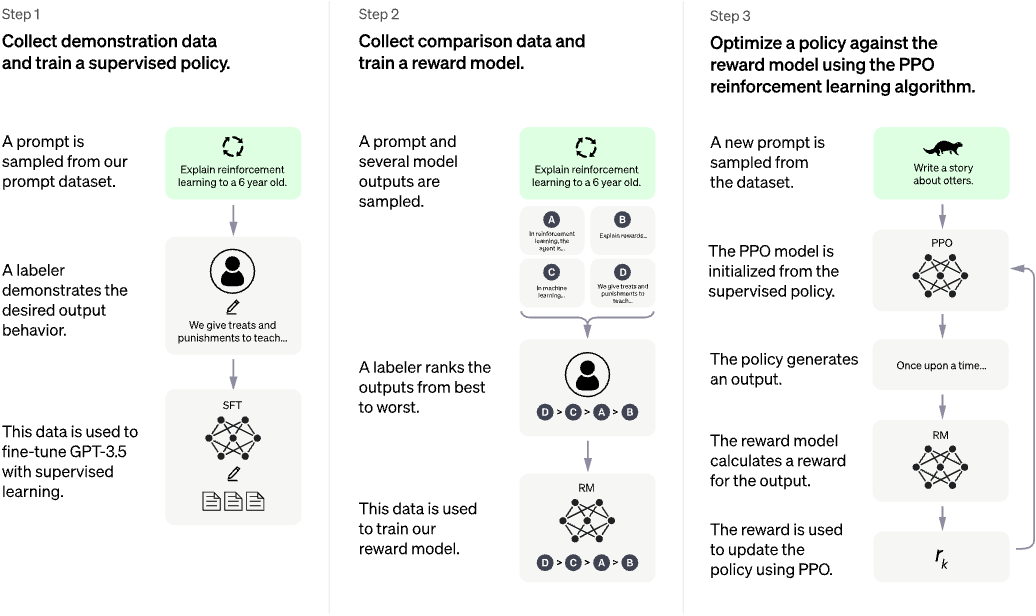 Step 1
Collect demonstration data
and train a supervised policy.
A prompt is
sampled from our
prompt dataset.
Explain reinforcement
learning to a 6 year old.
A labeler
demonstrates the
desired output
behavior.
We give treats and
punishments to teach...
This data is used to
fine-tune GPT-3.5
with supervised
learning.
SFT
Step 2
Collect comparison data and
train a reward model.
A prompt and
several model
outputs are
sampled.
Explain reinforcement
learning to a 6 year old.
A
In reinforcement
learning, the
agent is...
B
Explain rewards...
C
In machine
learning...
D
We give treats and
punishments to
teach...
A labeler ranks the
outputs from best
to worst.
D > C > A > B
This data is used
to train our
reward model.
RM
D > C > A > B
Step 3
Optimize a policy against the
reward model using the PPO
reinforcement learning algorithm.
A new prompt is
sampled from
the dataset.
Write a story
about otters.
The PPO model is
initialized from the
supervised policy.
PPO
The policy generates
an output.
Once upon a time...
The reward model
calculates a reward
for the output.
RM
The reward is used
to update the
policy using PPO.
rₖ